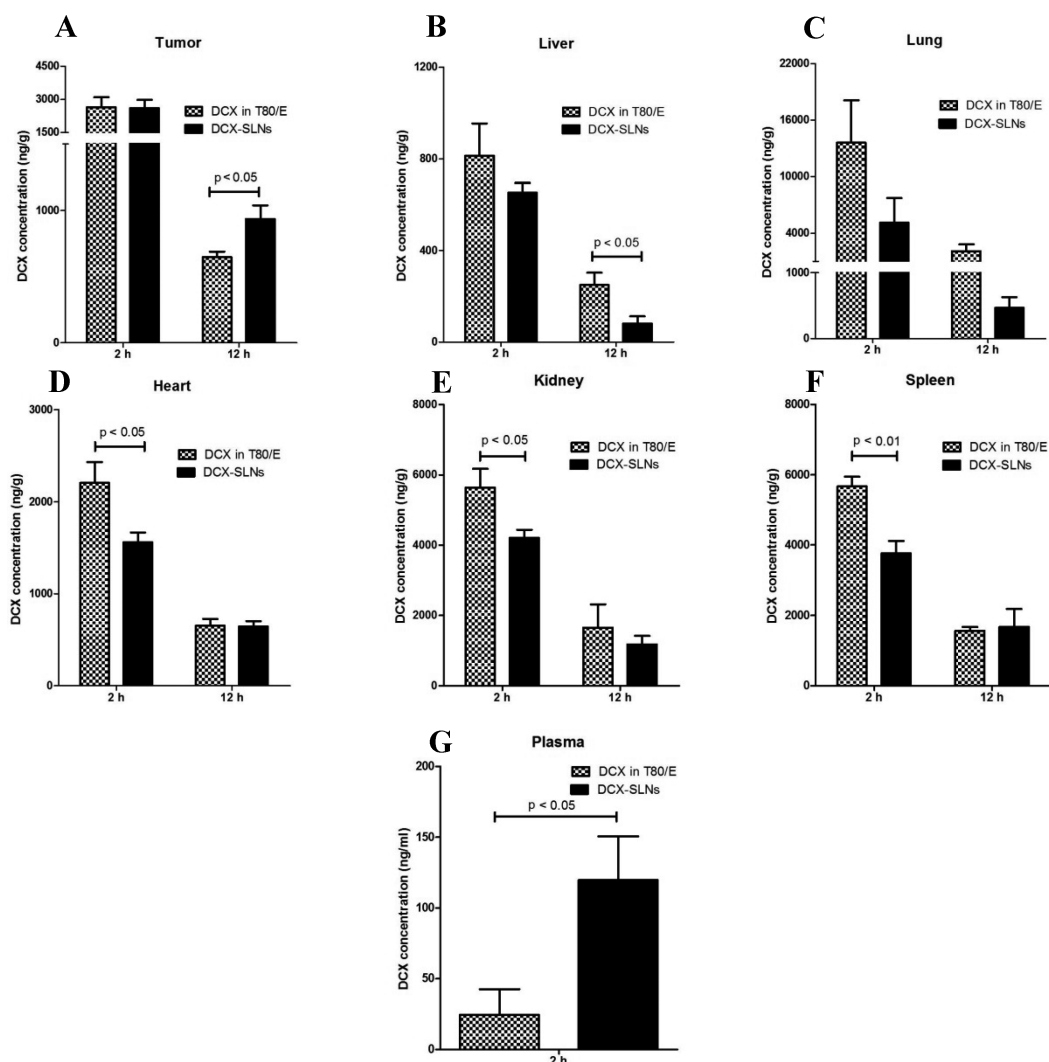 A
Tumor
DCX concentration (ng/g)
4500
3000
1500
1000
0
DCX in T80/E
DCX-SLNs
p < 0.05
2 h
12 h
B
Liver
DCX concentration (ng/g)
1200
800
400
0
DCX in T80/E
DCX-SLNs
p < 0.05
2 h
12 h
C
Lung
DCX concentration (ng/g)
22000
16000
10000
4000
1000
0
DCX in T80/E
DCX-SLNs
2 h
12 h
D
Heart
DCX concentration (ng/g)
3000
2000
1000
0
p < 0.05
DCX in T80/E
DCX-SLNs
2 h
12 h
E
Kidney
DCX concentration (ng/g)
8000
6000
4000
2000
0
p < 0.05
DCX in T80/E
DCX-SLNs
2 h
12 h
F
Spleen
DCX concentration (ng/g)
8000
6000
4000
2000
0
p < 0.01
DCX in T80/E
DCX-SLNs
2 h
12 h
G
Plasma
DCX concentration (ng/ml)
200
150
100
50
0
DCX in T80/E
DCX-SLNs
p < 0.05
2 h